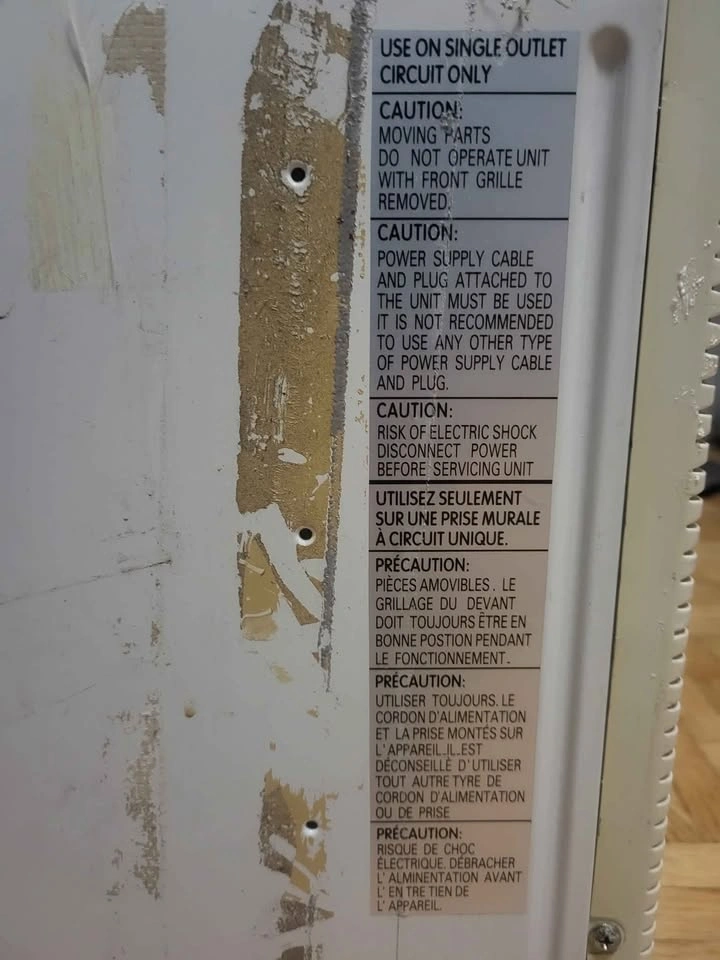 USE ON SINGLE OUTLET
CIRCUIT ONLY
CAUTION:
MOVING PARTS
DO NOT OPERATE UNIT
WITH FRONT GRILLE
REMOVED.
CAUTION:
POWER SUPPLY CABLE
AND PLUG ATTACHED TO
THE UNIT MUST BE USED
IT IS NOT RECOMMENDED
TO USE ANY OTHER TYPE
OF POWER SUPPLY CABLE
AND PLUG.
CAUTION:
RISK OF ELECTRIC SHOCK
DISCONNECT POWER
BEFORE SERVICING UNIT
UTILISEZ SEULEMENT
SUR UNE PRISE MURALE
À CIRCUIT UNIQUE.
PRÉCAUTION:
PIÈCES AMOVIBLES. LE
GRILLAGE DU DEVANT
DOIT TOUJOURS ÊTRE EN
BONNE POSTION PENDANT
LE FONCTIONNEMENT.
PRÉCAUTION:
UTILISER TOUJOURS. LE
CORDON D'ALIMENTATION
ET LA PRISE MONTÉS SUR
L'APPAREIL.IL.EST
DÉCONSEILLÉ D'UTILISER
TOUT AUTRE TYRE DE
CORDON D'ALIMENTATION
OU DE PRISE
PRÉCAUTION:
RISQUE DE CHOC
ÉLECTRIQUE. DÉBRACHER
L'ALMINENTATION AVANT
L'EN TRE TIEN DE
L'APPAREIL.